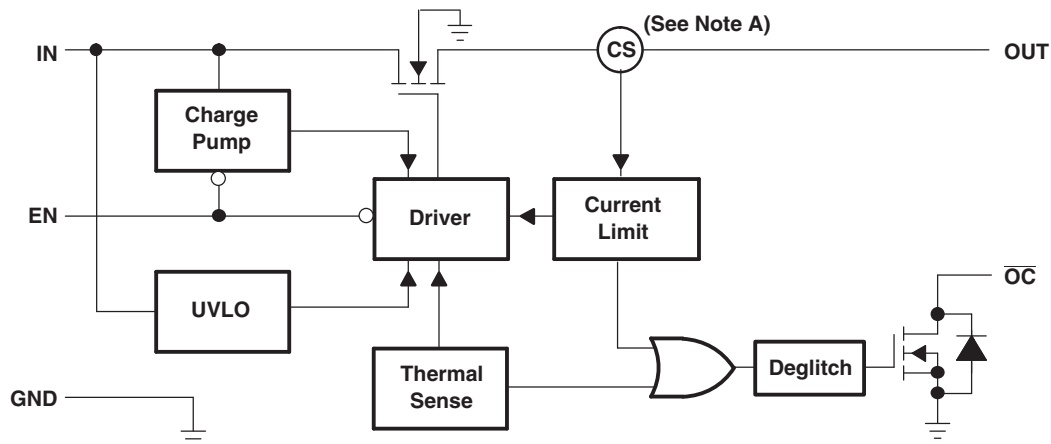 (See Note A)
IN
CS
OUT
Charge
Pump
EN
Driver
Current
Limit
UVLO
OC
Thermal
Sense
Deglitch
GND